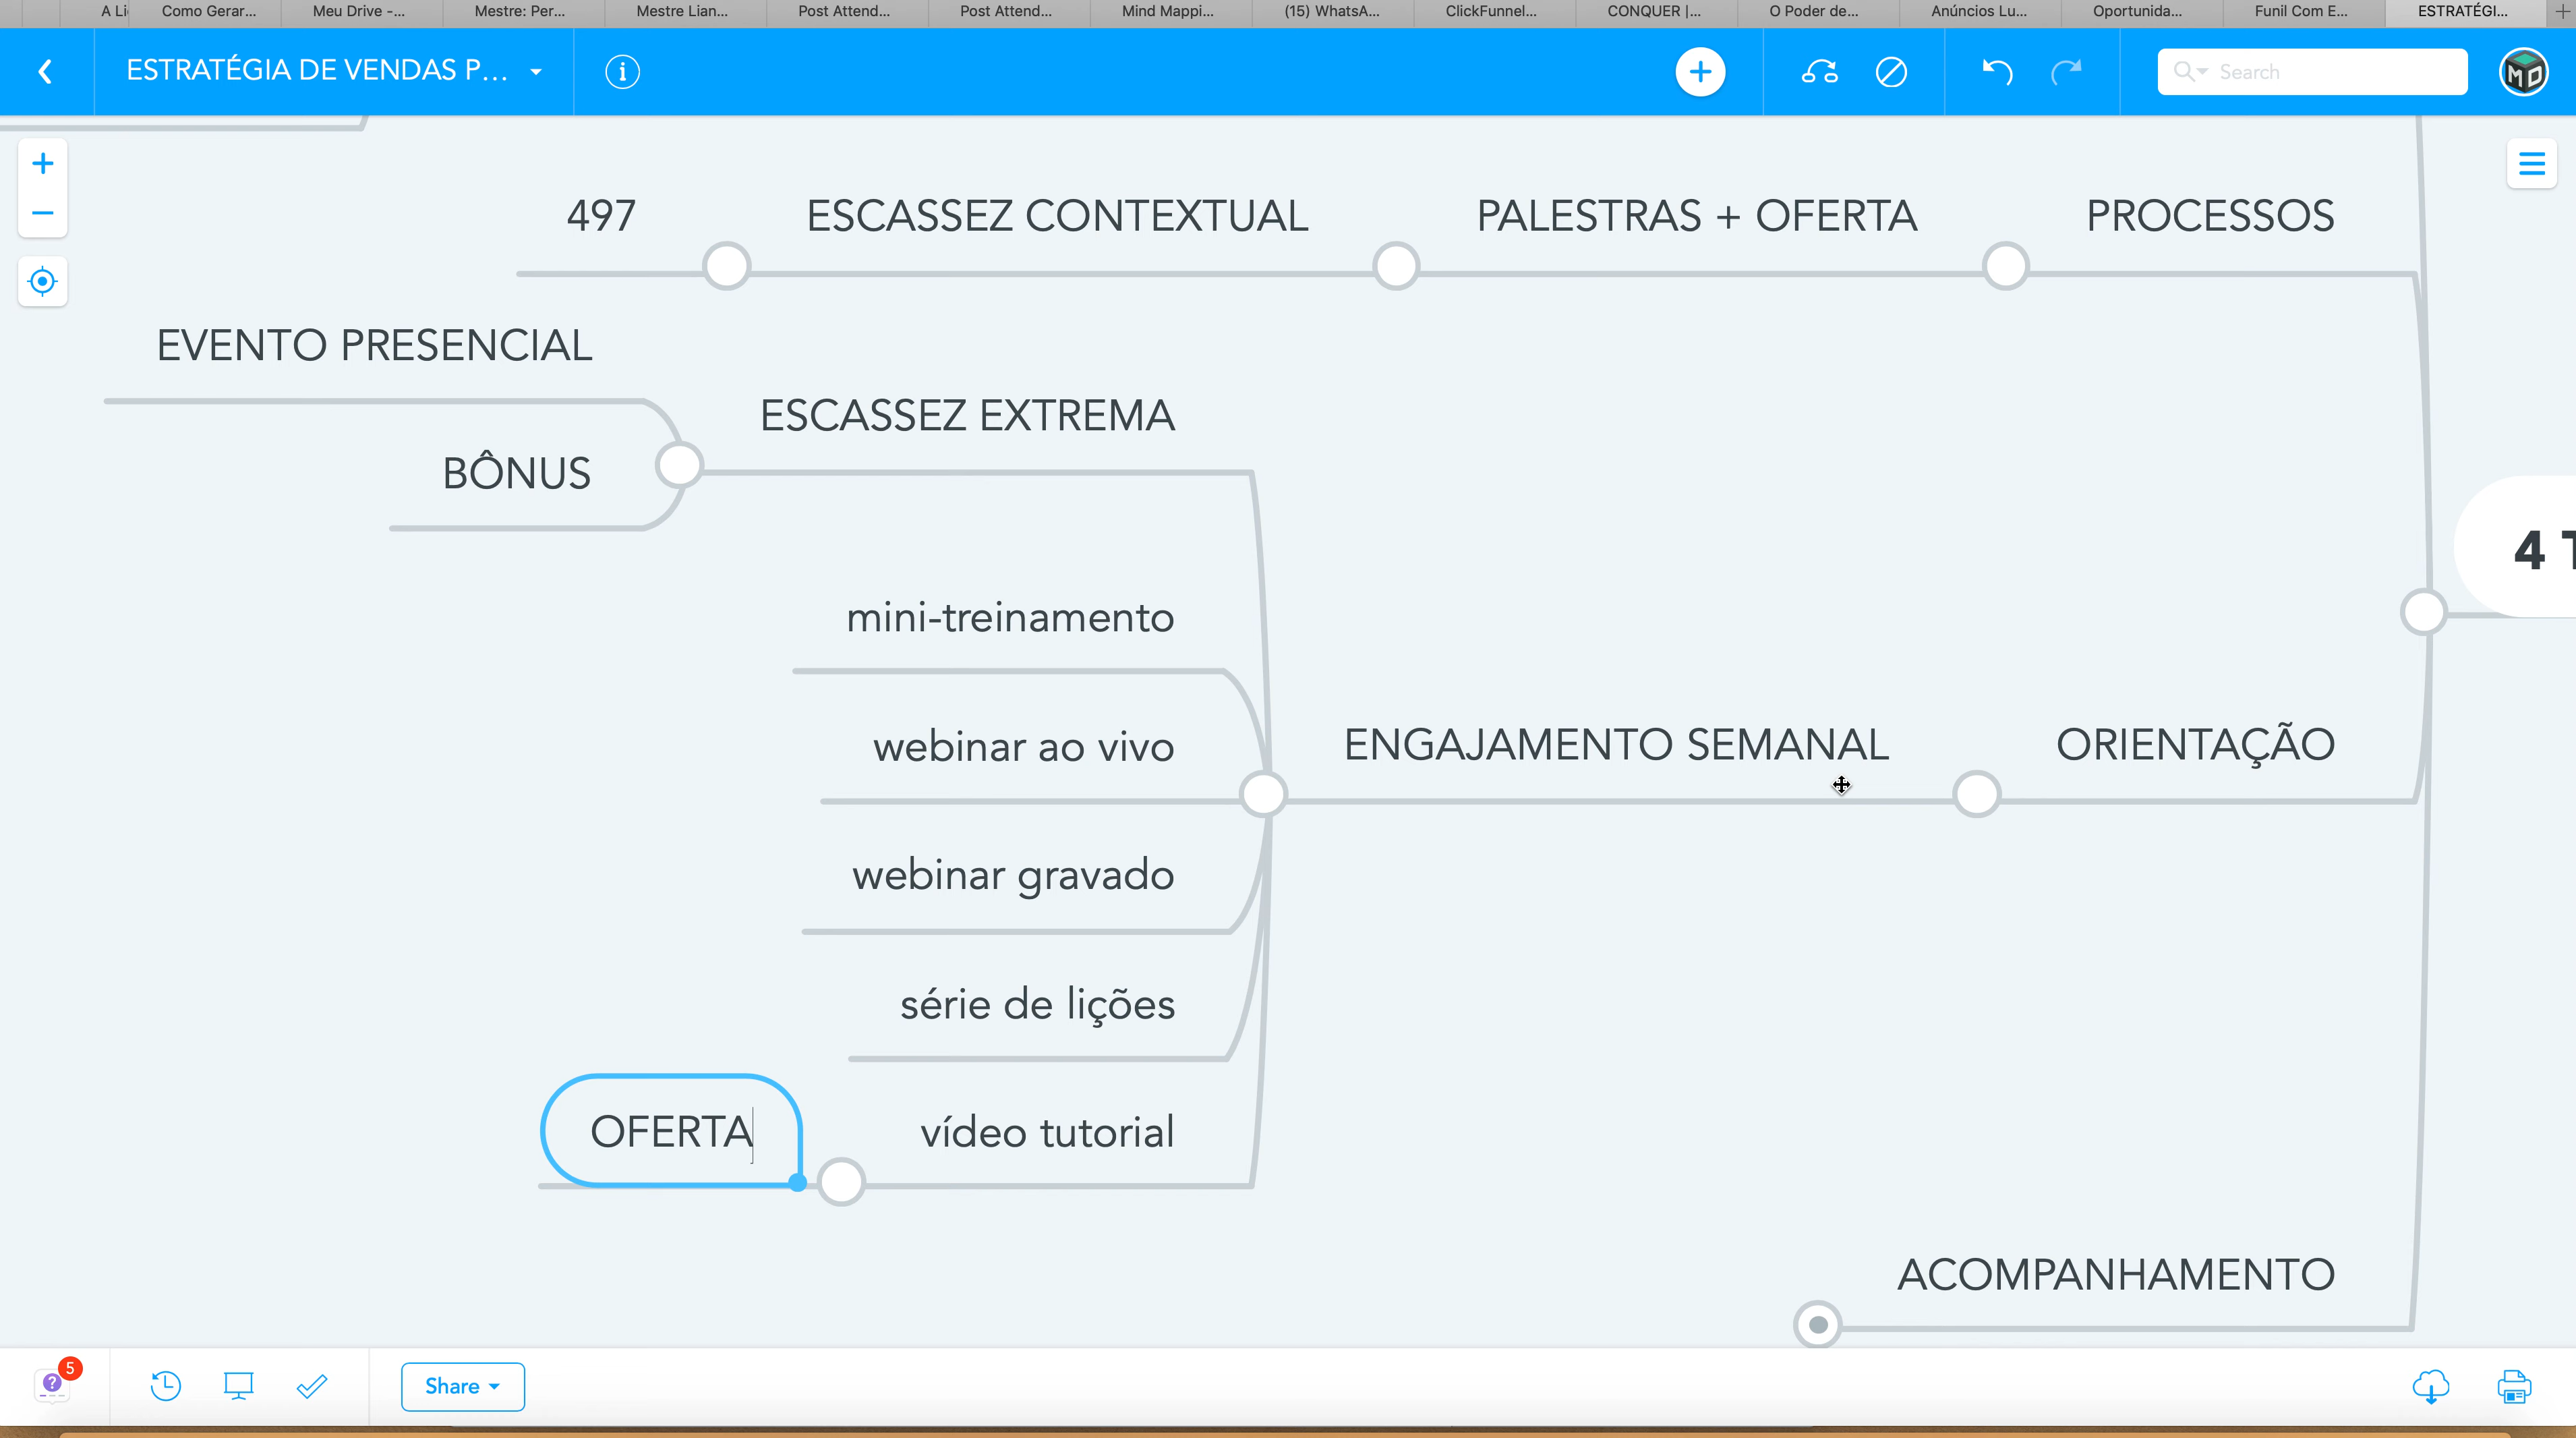 A Li
Como Gerar...
Meu Drive -...
Mestre: Per...
Mestre Lian...
Post Attend...
Post Attend...
Mind Mappi...
(15) WhatsA...
ClickFunnel...
CONQUER |...
O Poder de...
Anúncios Lu...
Oportunida...
Funil Com E...
ESTRATÉGI...
ESTRATÉGIA DE VENDAS P...
Search
MD
497
ESCASSEZ CONTEXTUAL
PALESTRAS + OFERTA
PROCESSOS
EVENTO PRESENCIAL
ESCASSEZ EXTREMA
BÔNUS
4 T
mini-treinamento
webinar ao vivo
ENGAJAMENTO SEMANAL
ORIENTAÇÃO
webinar gravado
série de lições
OFERTA
vídeo tutorial
ACOMPANHAMENTO
5
Share